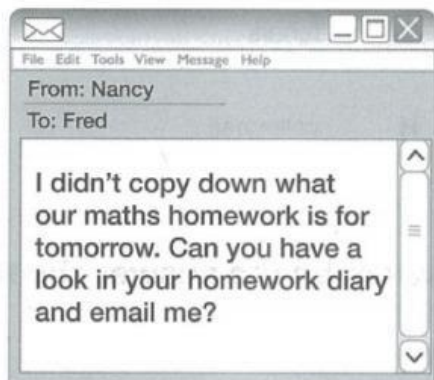 File Edit Tools View Message Help
From: Nancy
To: Fred
I didn't copy down what
our maths homework is for
tomorrow. Can you have a
look in your homework diary
and email me?